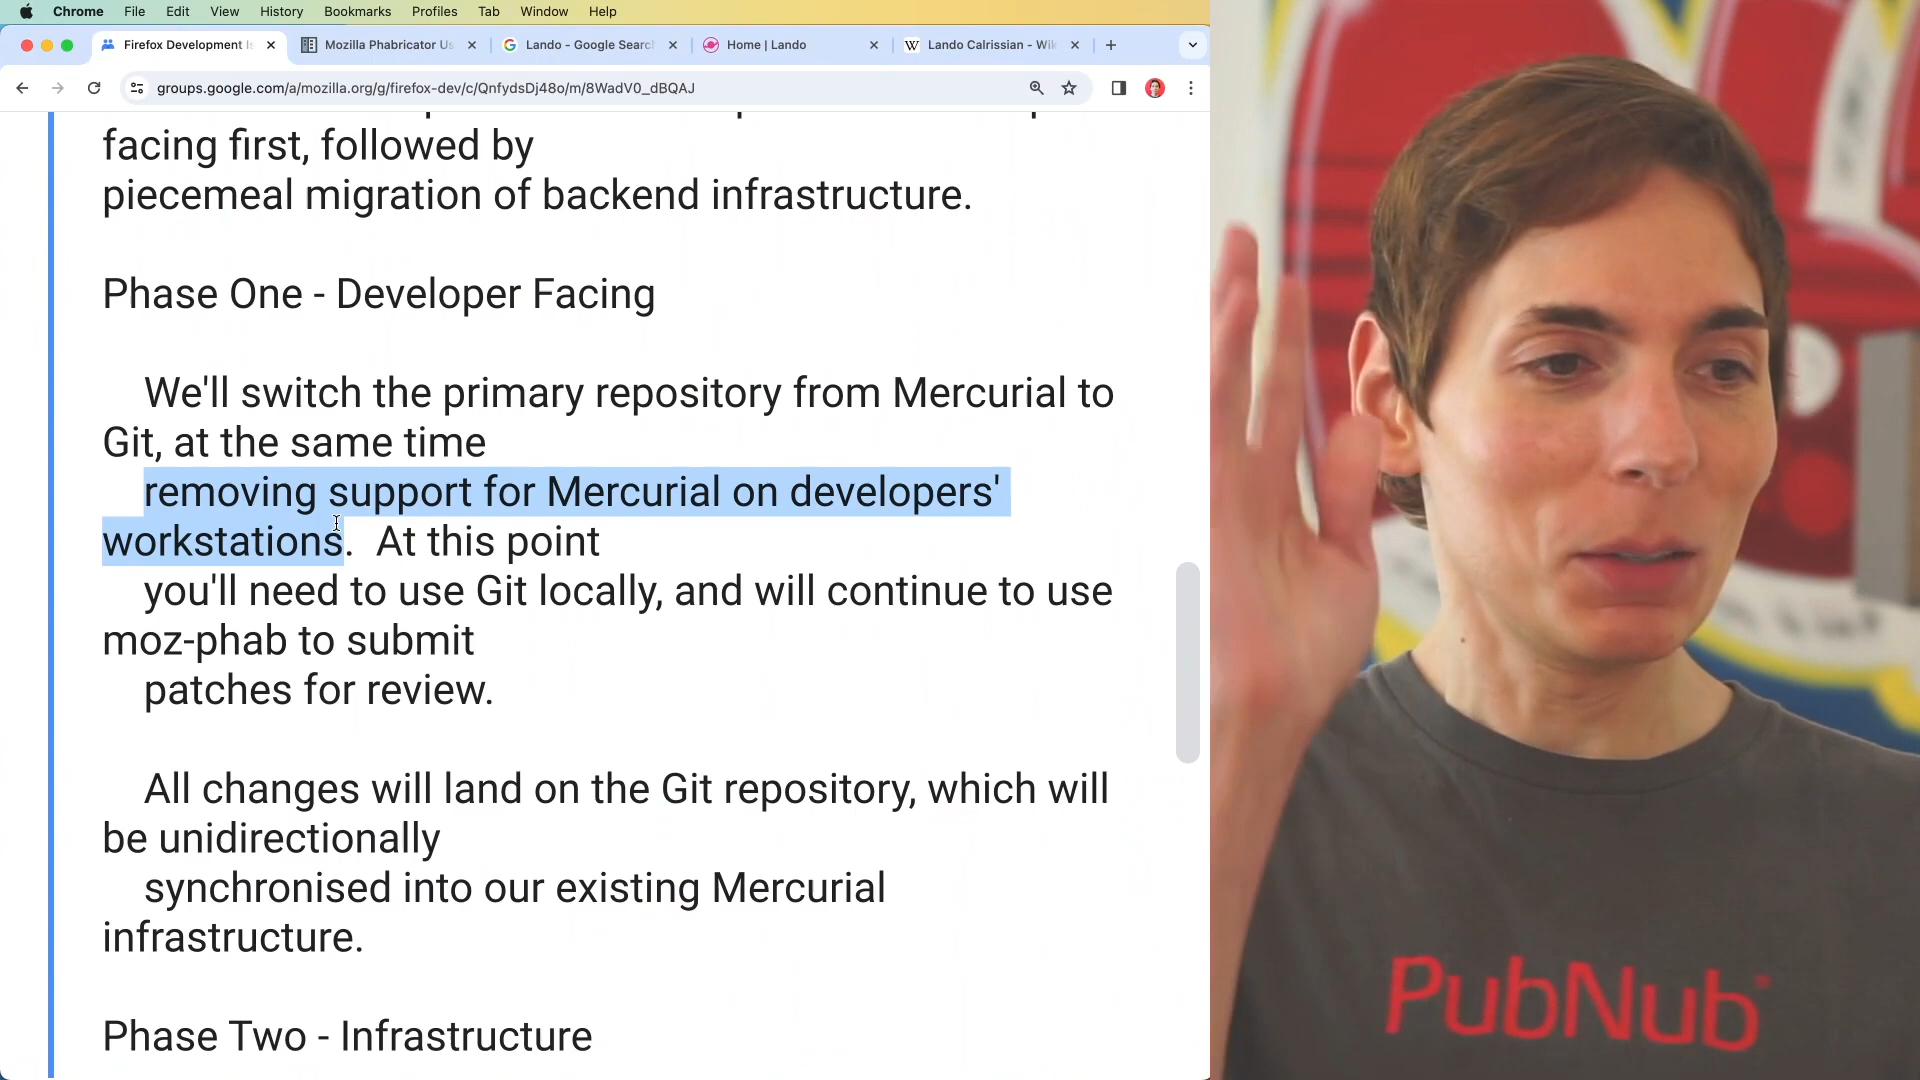 Chrome File Edit View History Bookmarks Profiles Tab Window Help
Firefox Development Is
Mozilla Phabricator Us
Lando - Google Search
Home | Lando
Lando Calrissian - Wik
groups.google.com/a/mozilla.org/g/firefox-dev/c/QnfydsDj48o/m/8WadV0_dBQAJ
facing first, followed by
piecemeal migration of backend infrastructure.
Phase One - Developer Facing
We'll switch the primary repository from Mercurial to
Git, at the same time
removing support for Mercurial on developers'
workstations. At this point
you'll need to use Git locally, and will continue to use
moz-phab to submit
patches for review.
All changes will land on the Git repository, which will
be unidirectionally
synchronised into our existing Mercurial
infrastructure.
Phase Two - Infrastructure
PubNub